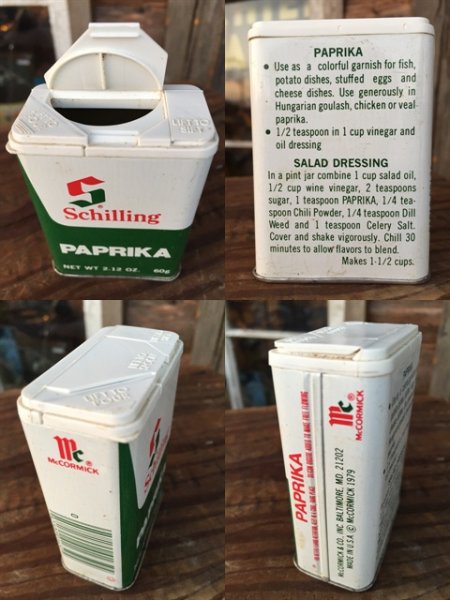 LIFT TO
Schilling
PAPRIKA
NET WT 2.12 OZ. 60g
PAPRIKA
• Use as a colorful garnish for fish,
potato dishes, stuffed eggs and
cheese dishes. Use generously in
Hungarian goulash, chicken or veal-
paprika.
• 1/2 teaspoon in 1 cup vinegar and
oil dressing
SALAD DRESSING
In a pint jar combine 1 cup salad oil,
1/2 cup wine vinegar, 2 teaspoons
sugar, 1 teaspoon PAPRIKA, 1/4 tea-
spoon Chili Powder, 1/4 teaspoon Dill
Weed and 1 teaspoon Celery Salt.
Cover and shake vigorously. Chill 30
minutes to allow flavors to blend.
Makes 1-1/2 cups.
Mc®
McCORMICK
Mc®
McCORMICK
PAPRIKA
McCORMICK & CO., INC. BALTIMORE, MD. 21202
MADE IN U.S.A. © McCORMICK 1979